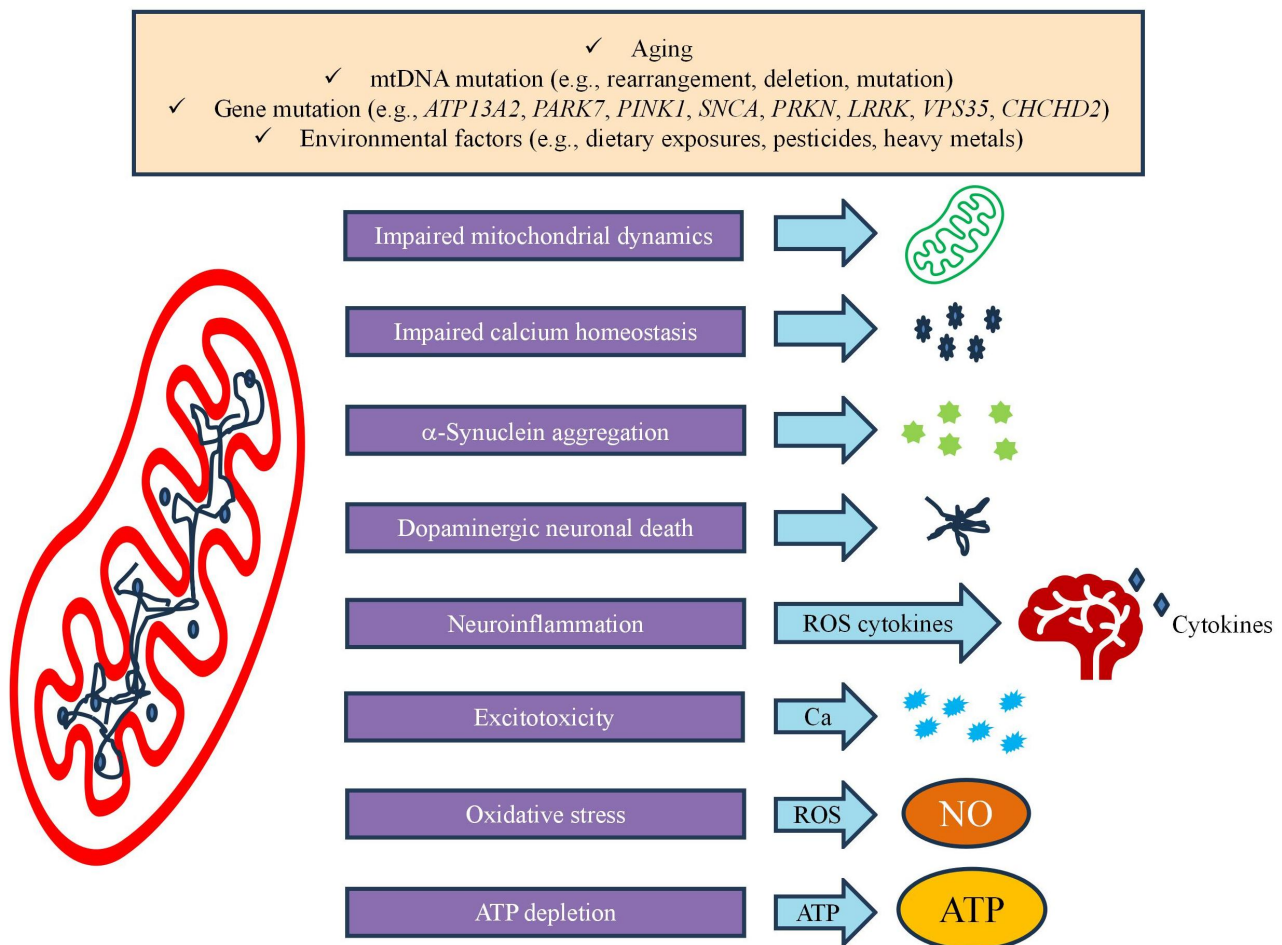 ✓ Aging
✓ mtDNA mutation (e.g., rearrangement, deletion, mutation)
✓ Gene mutation (e.g., ATP13A2, PARK7, PINK1, SNCA, PRKN, LRRK, VPS35, CHCHD2)
✓ Environmental factors (e.g., dietary exposures, pesticides, heavy metals)
Impaired mitochondrial dynamics
Impaired calcium homeostasis
α-Synuclein aggregation
Dopaminergic neuronal death
Neuroinflammation
ROS cytokines
Cytokines
Excitotoxicity
Ca
Oxidative stress
ROS
NO
ATP depletion
ATP
ATP